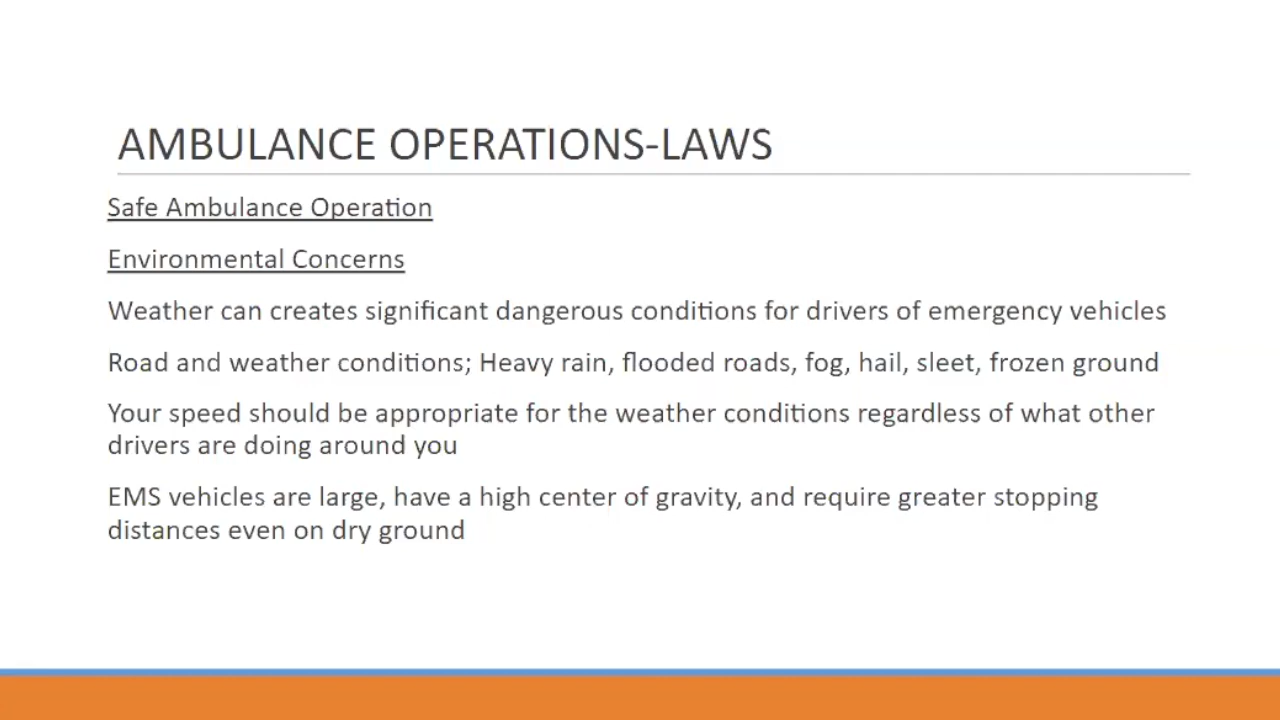 AMBULANCE OPERATIONS-LAWS
Safe Ambulance Operation
Environmental Concerns
Weather can creates significant dangerous conditions for drivers of emergency vehicles
Road and weather conditions; Heavy rain, flooded roads, fog, hail, sleet, frozen ground
Your speed should be appropriate for the weather conditions regardless of what other
drivers are doing around you
EMS vehicles are large, have a high center of gravity, and require greater stopping
distances even on dry ground